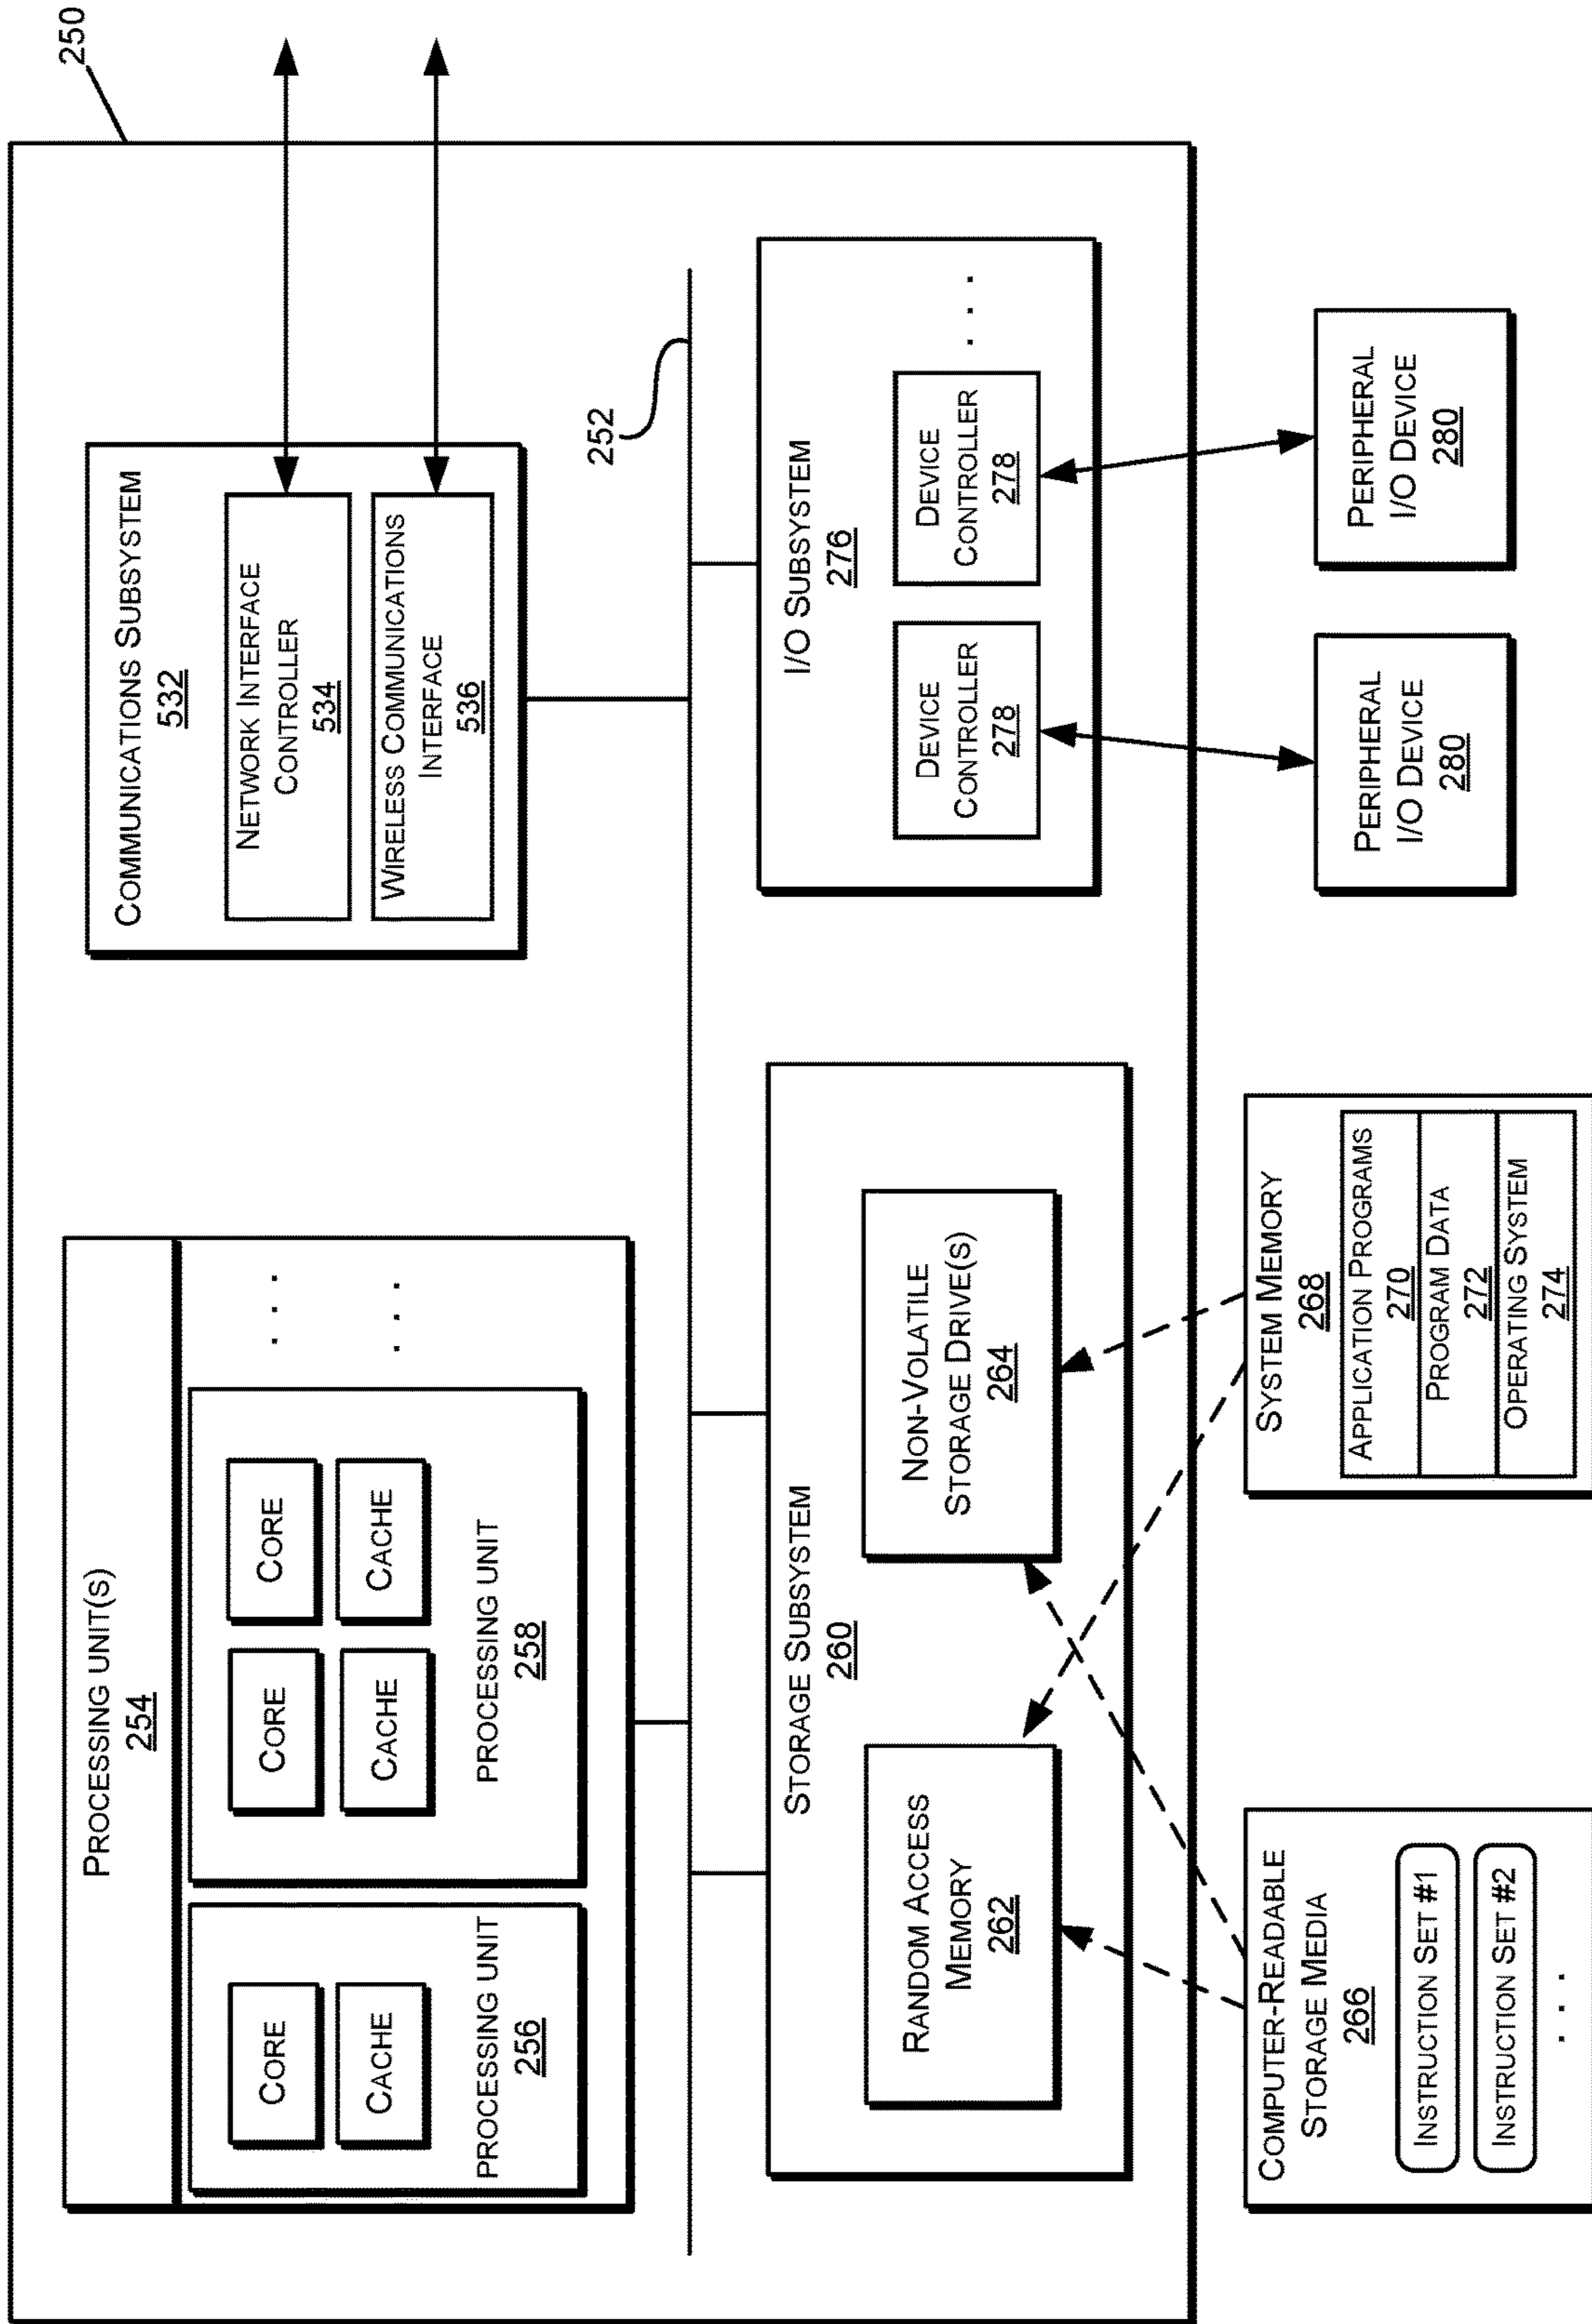 250
PROCESSING UNIT(S)
254
CORE
CACHE
PROCESSING UNIT
256
CORE
CORE
CACHE
CACHE
PROCESSING UNIT
258
. . .
. . .
COMMUNICATIONS SUBSYSTEM
532
NETWORK INTERFACE
CONTROLLER
534
WIRELESS COMMUNICATIONS
INTERFACE
536
252
STORAGE SUBSYSTEM
260
RANDOM ACCESS
MEMORY
262
NON-VOLATILE
STORAGE DRIVE(S)
264
I/O SUBSYSTEM
276
DEVICE
CONTROLLER
278
DEVICE
CONTROLLER
278
. . .
COMPUTER-READABLE
STORAGE MEDIA
266
INSTRUCTION SET #1
INSTRUCTION SET #2
. . .
SYSTEM MEMORY
268
APPLICATION PROGRAMS
270
PROGRAM DATA
272
OPERATING SYSTEM
274
PERIPHERAL
I/O DEVICE
280
PERIPHERAL
I/O DEVICE
280